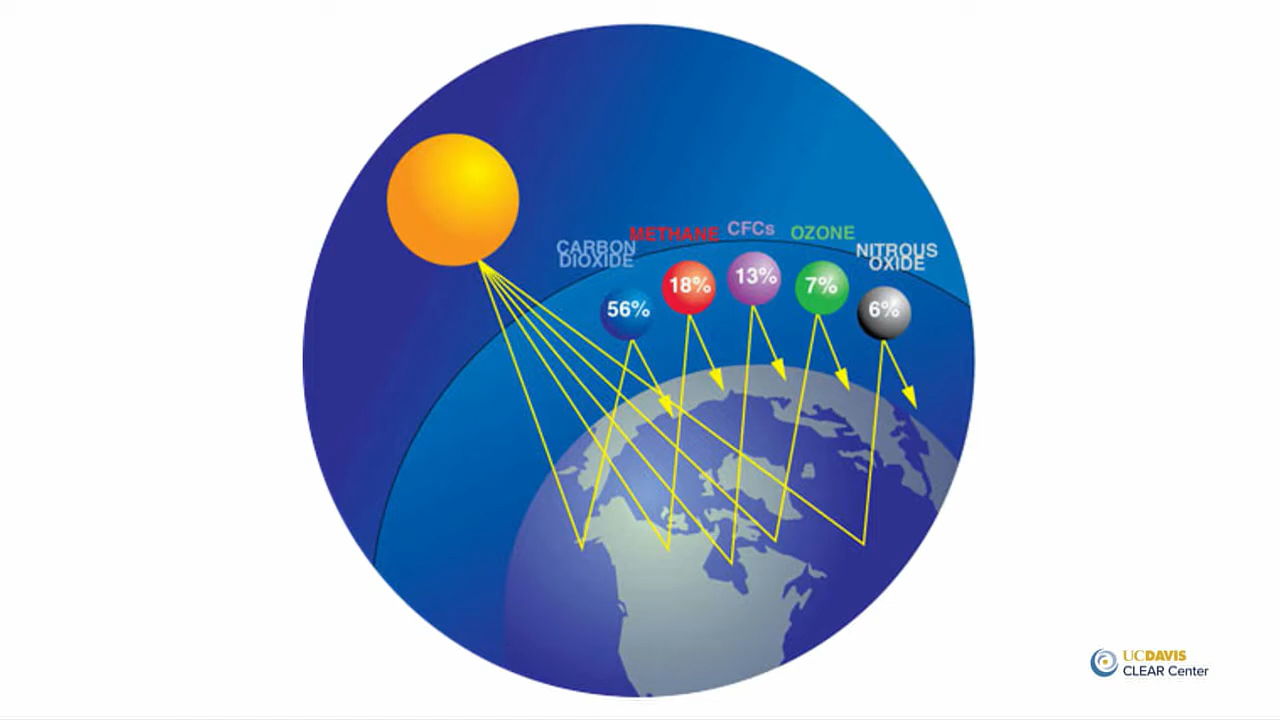 METHANE
CFCs
OZONE
CARBON
DIOXIDE
NITROUS
OXIDE
56%
18%
13%
7%
6%
UCDAVIS
CLEAR Center